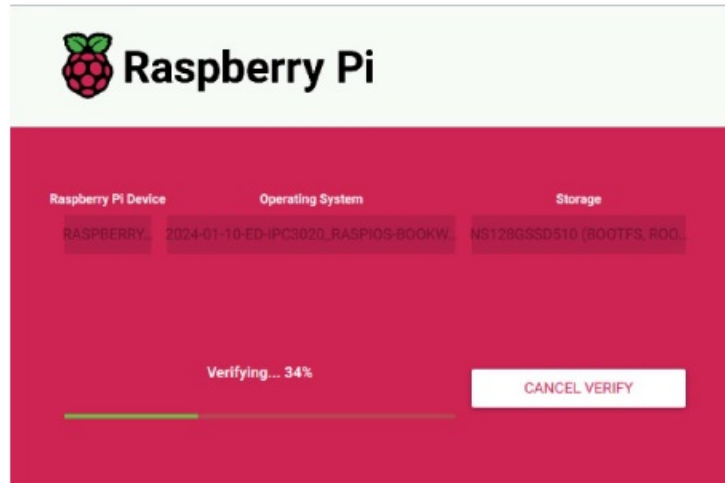 Raspberry Pi
Raspberry Pi Device Operating System Storage
RASPBERRY... 2024-01-10-ED-IPC3020_RASPIOS-BOOKW... NS128GSSD510 (BOOTFS, ROO...
Verifying... 34%
CANCEL VERIFY